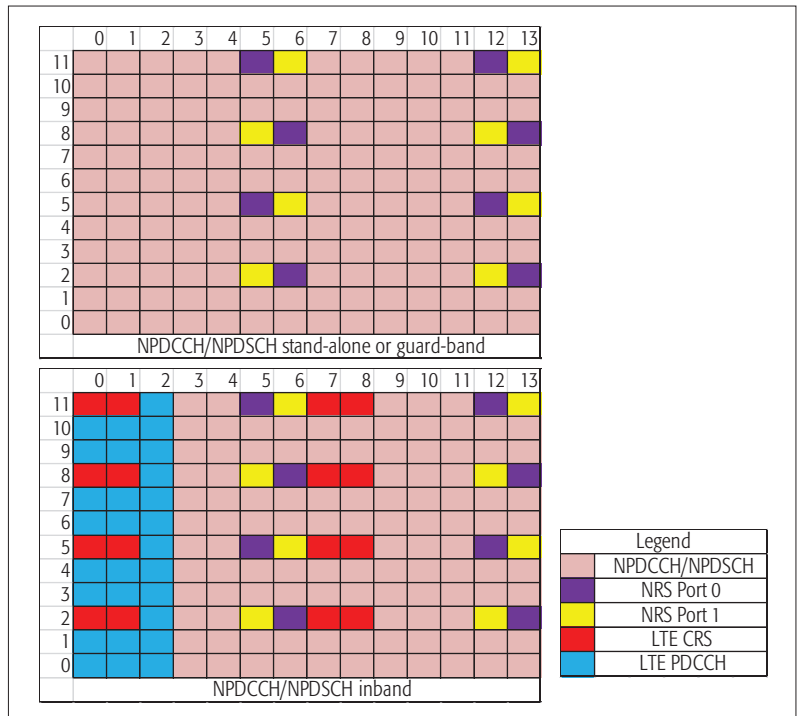 0 1 2 3 4 5 6 7 8 9 10 11 12 13
11
10
9
8
7
6
5
4
3
2
1
0
NPDCCH/NPDSCH stand-alone or guard-band
0 1 2 3 4 5 6 7 8 9 10 11 12 13
11
10
9
8
7
6
5
4
3
2
1
0
NPDCCH/NPDSCH inband
Legend
NPDCCH/NPDSCH
NRS Port 0
NRS Port 1
LTE CRS
LTE PDCCH